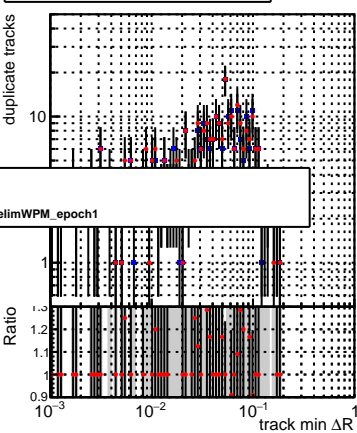 duplicate tracks
10
elimWPM_epoch1
1
Ratio
1.3
1.2
1.1
1
0.9
10⁻³
10⁻²
10⁻¹
1
track min ΔR